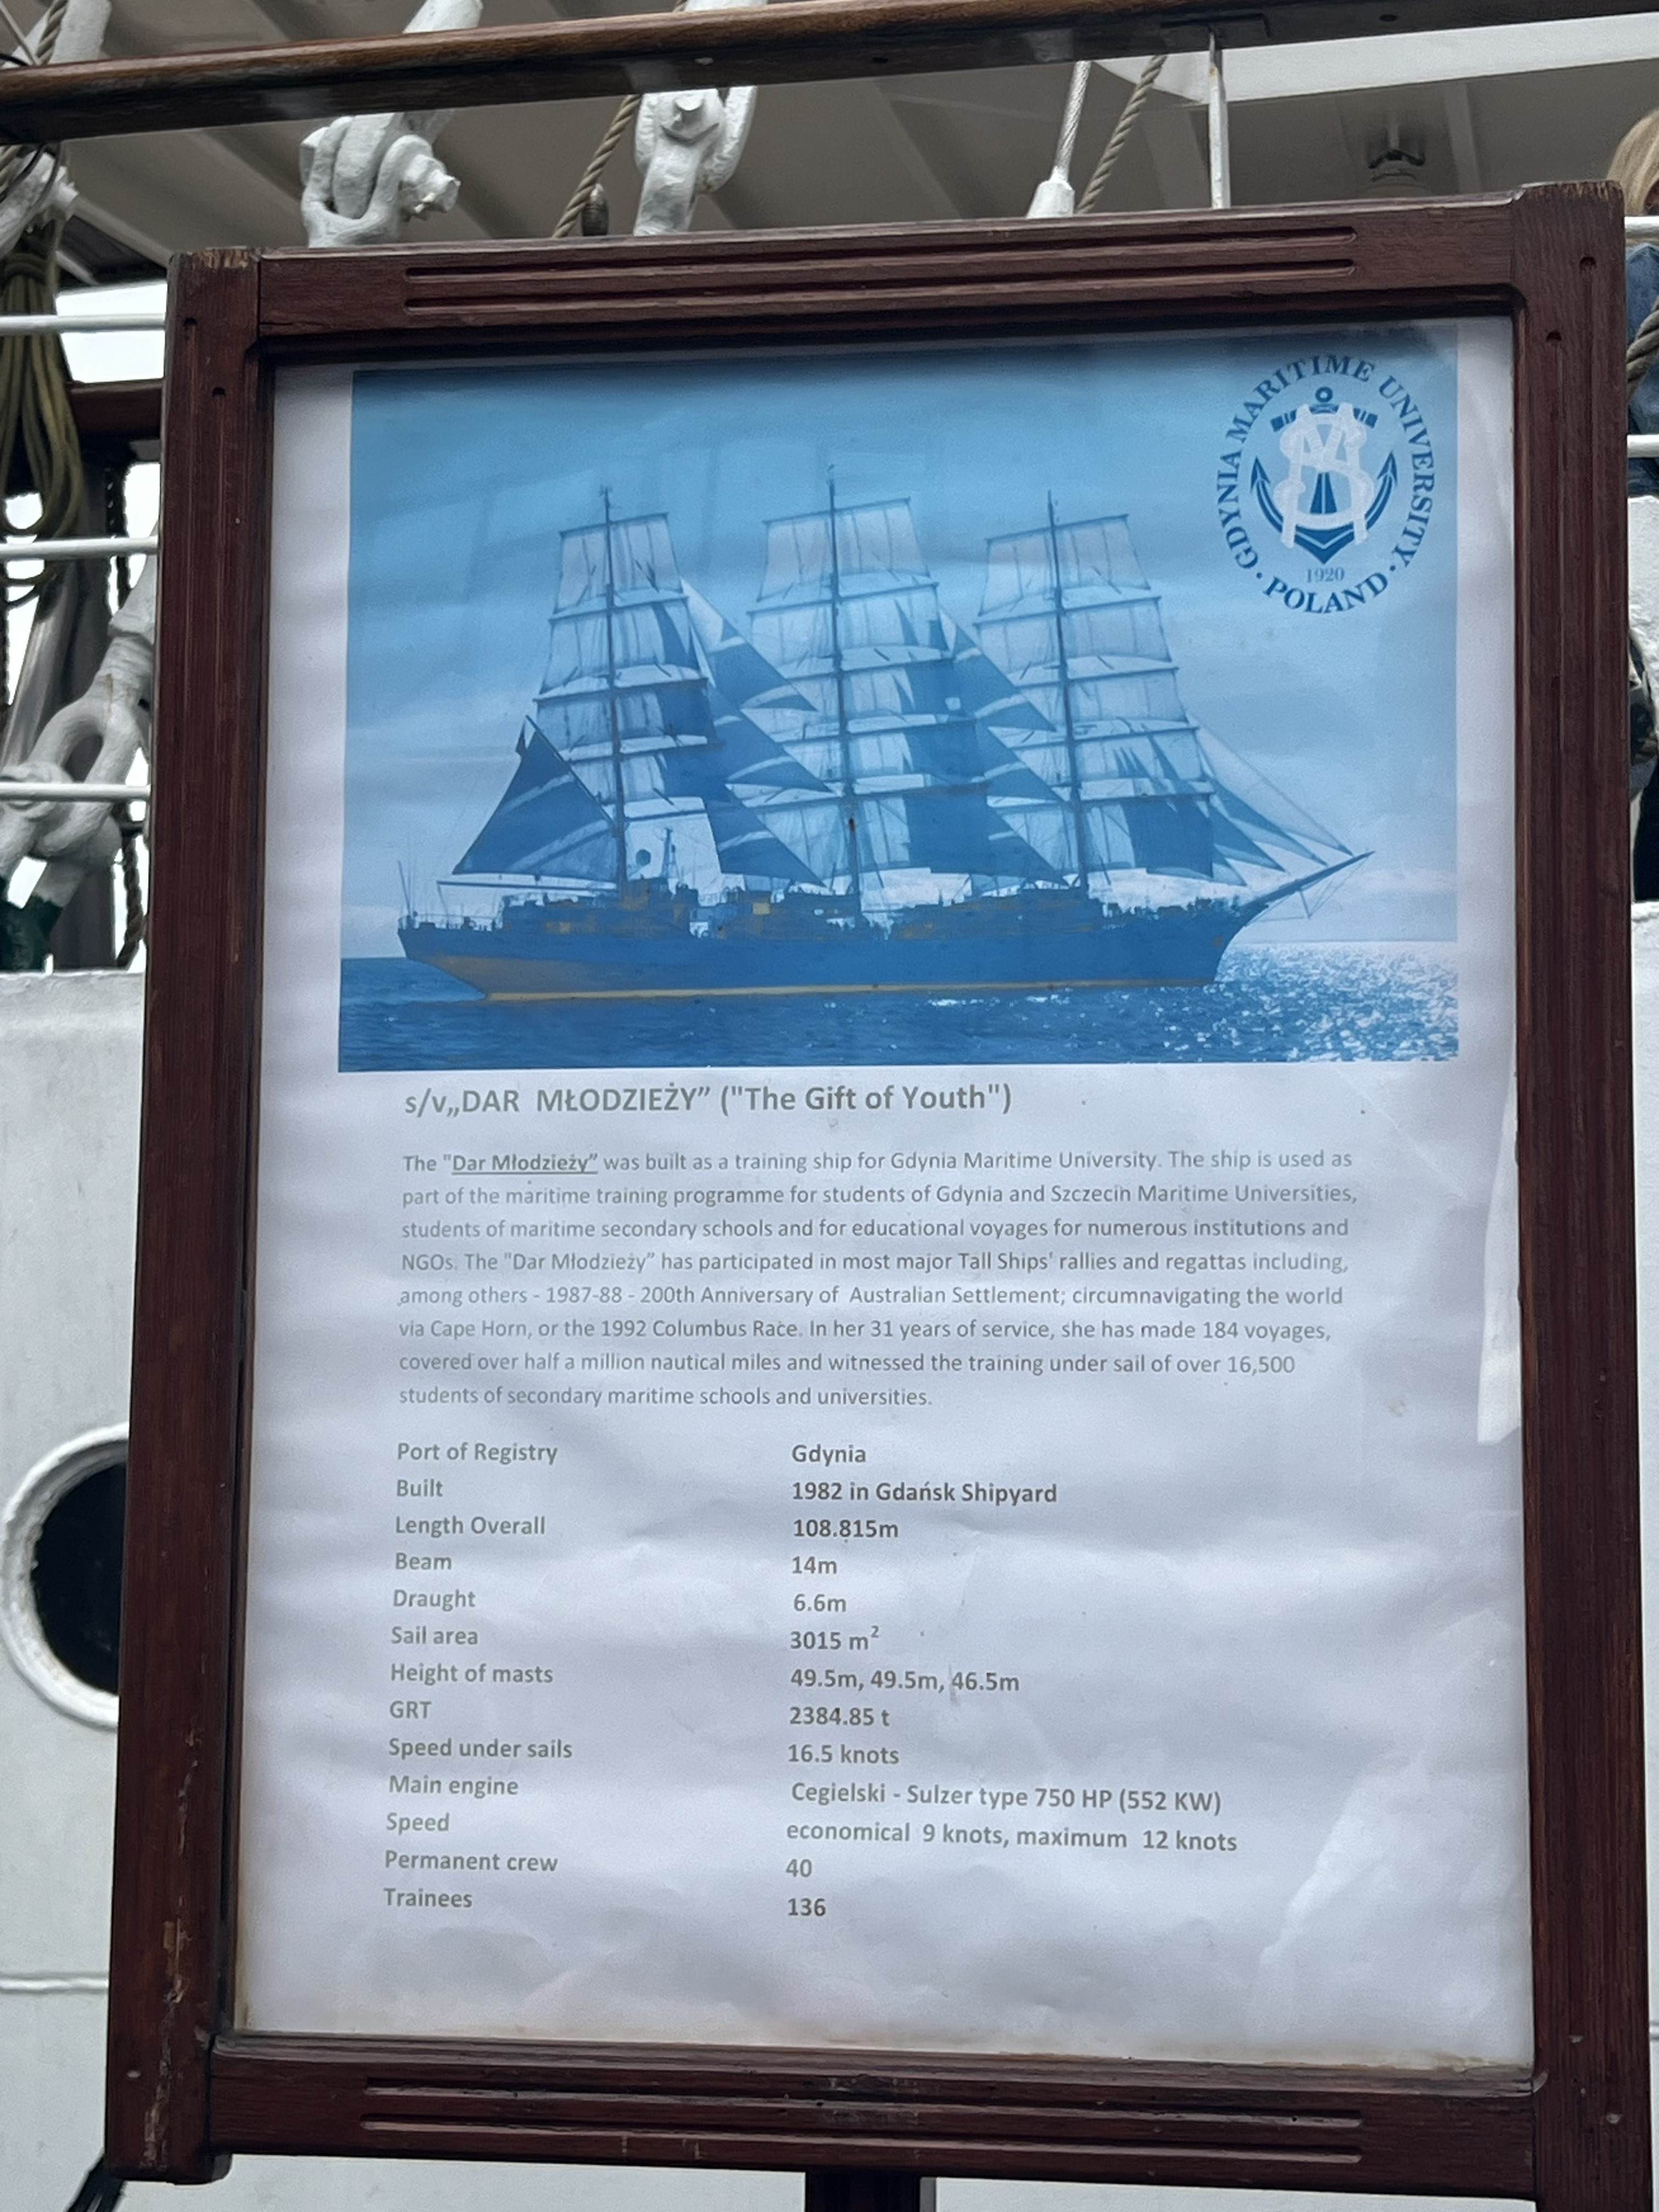 GDYNIA MARITIME UNIVERSITY · POLAND ·
1920
s/v„DAR MŁODZIEŻY” ("The Gift of Youth")
The "Dar Młodzieży” was built as a training ship for Gdynia Maritime University. The ship is used as
part of the maritime training programme for students of Gdynia and Szczecin Maritime Universities,
students of maritime secondary schools and for educational voyages for numerous institutions and
NGOs. The "Dar Młodzieży” has participated in most major Tall Ships' rallies and regattas including,
among others - 1987-88 - 200th Anniversary of Australian Settlement; circumnavigating the world
via Cape Horn, or the 1992 Columbus Race. In her 31 years of service, she has made 184 voyages,
covered over half a million nautical miles and witnessed the training under sail of over 16,500
students of secondary maritime schools and universities.
Port of Registry Gdynia
Built 1982 in Gdańsk Shipyard
Length Overall 108.815m
Beam 14m
Draught 6.6m
Sail area 3015 m²
Height of masts 49.5m, 49.5m, 46.5m
GRT 2384.85 t
Speed under sails 16.5 knots
Main engine Cegielski - Sulzer type 750 HP (552 KW)
Speed economical 9 knots, maximum 12 knots
Permanent crew 40
Trainees 136